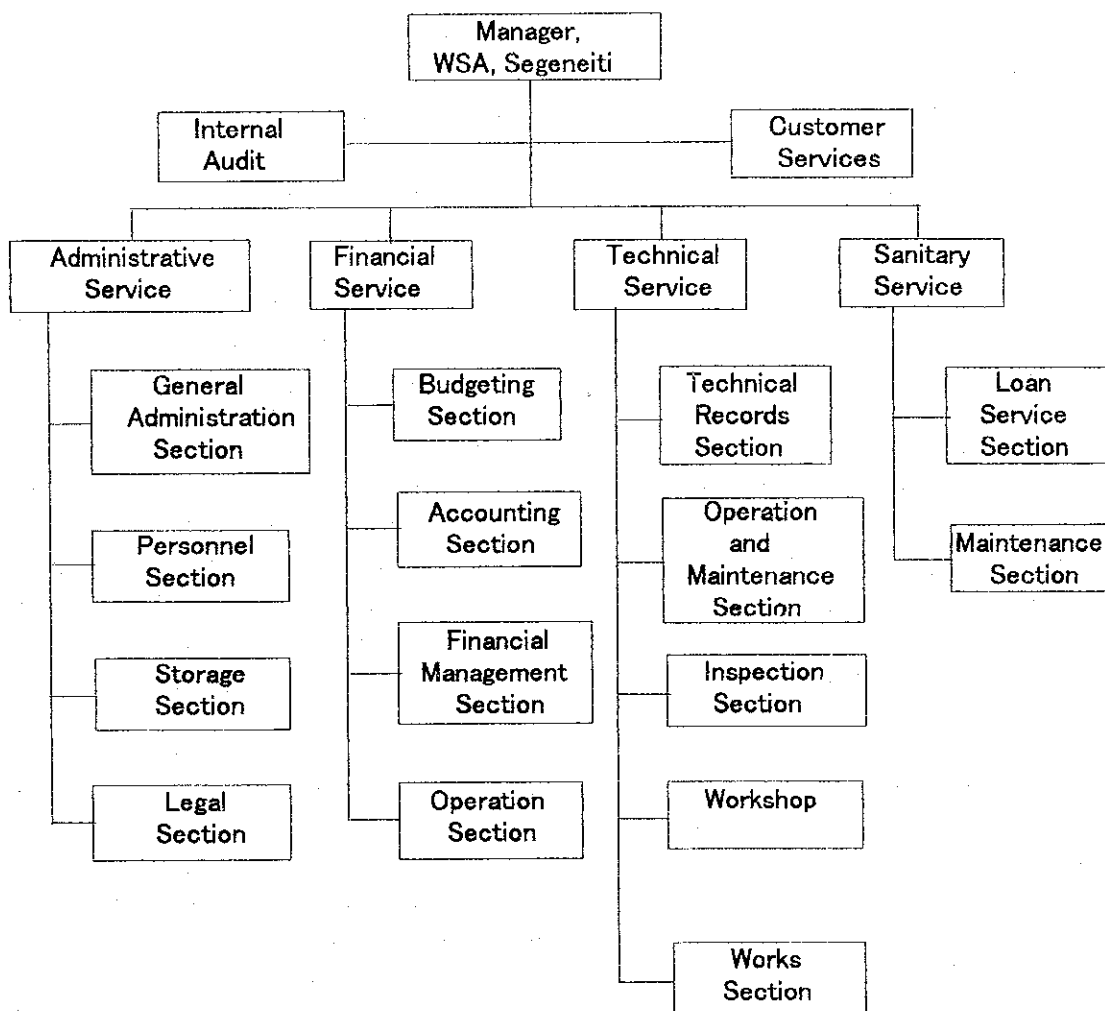 Manager,
WSA, Segeneiti
Internal
Audit
Customer
Services
Administrative
Service
Financial
Service
Technical
Service
Sanitary
Service
General
Administration
Section
Personnel
Section
Storage
Section
Legal
Section
Budgeting
Section
Accounting
Section
Financial
Management
Section
Operation
Section
Technical
Records
Section
Operation
and
Maintenance
Section
Inspection
Section
Workshop
Works
Section
Loan
Service
Section
Maintenance
Section